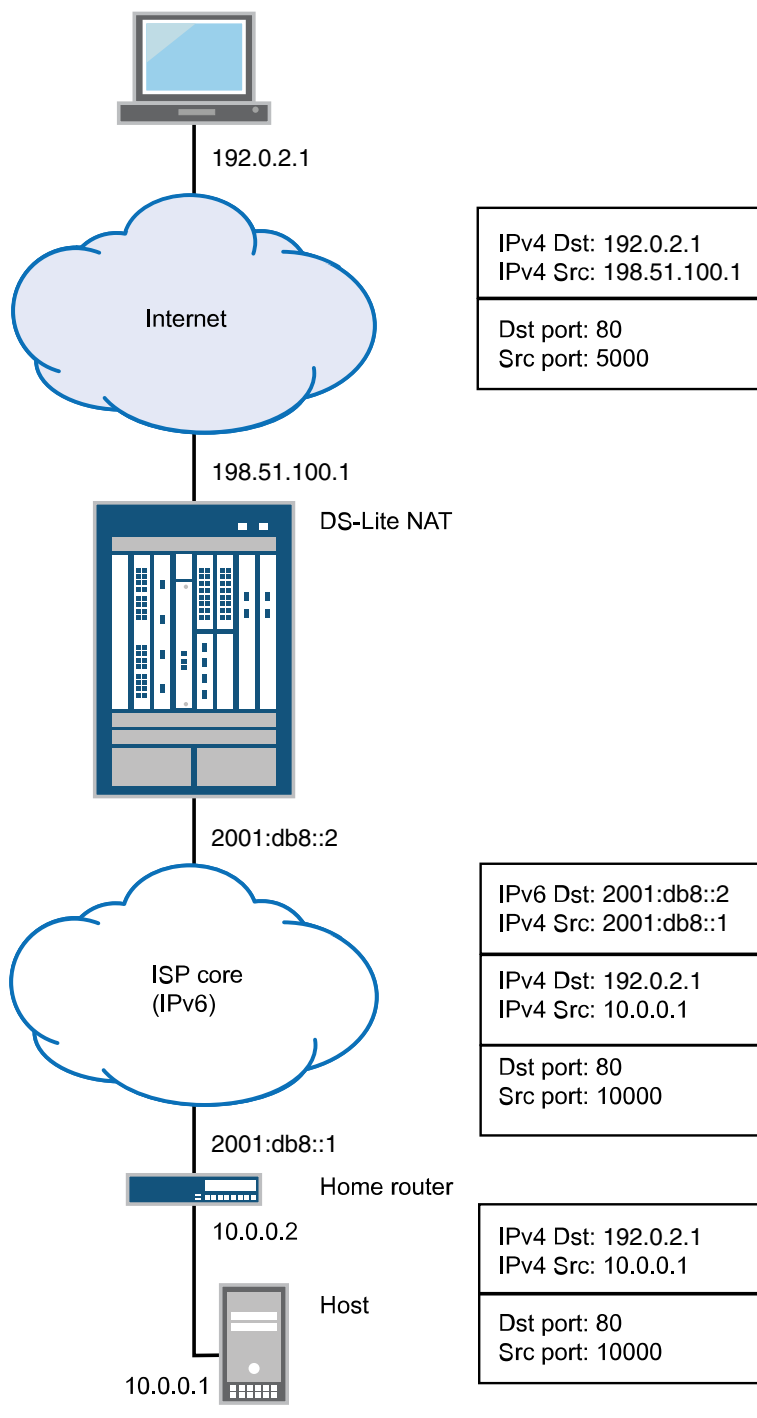 192.0.2.1
IPv4 Dst: 192.0.2.1
IPv4 Src: 198.51.100.1
Internet
Dst port: 80
Src port: 5000
198.51.100.1
DS-Lite NAT
2001:db8::2
IPv6 Dst: 2001:db8::2
IPv4 Src: 2001:db8::1
ISP core
(IPv6)
IPv4 Dst: 192.0.2.1
IPv4 Src: 10.0.0.1
Dst port: 80
Src port: 10000
2001:db8::1
Home router
10.0.0.2
IPv4 Dst: 192.0.2.1
IPv4 Src: 10.0.0.1
Host
Dst port: 80
Src port: 10000
10.0.0.1